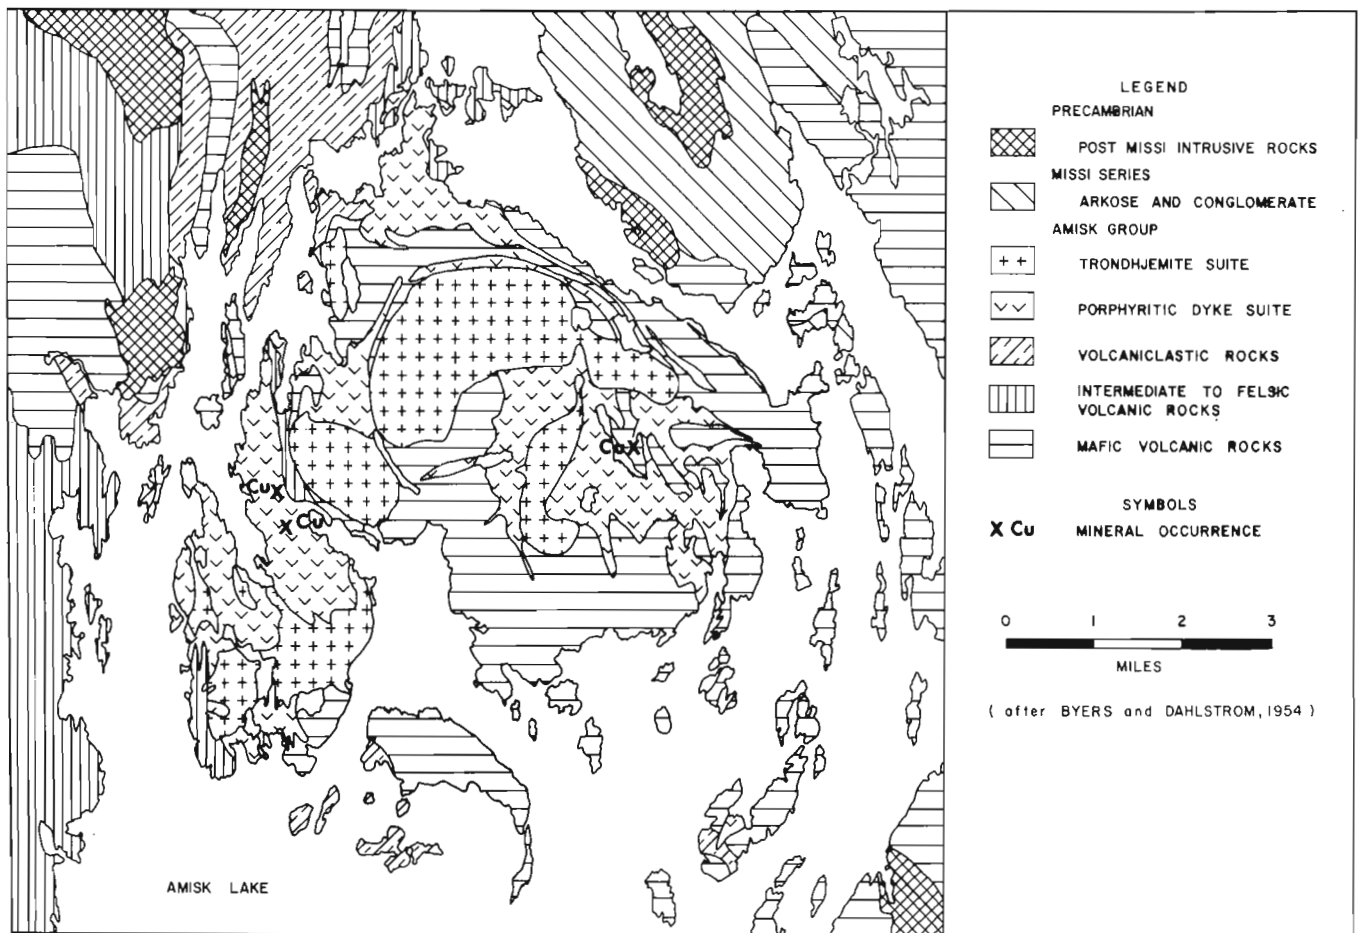 LEGEND
PRECAMBRIAN
POST MISSI INTRUSIVE ROCKS
MISSI SERIES
ARKOSE AND CONGLOMERATE
AMISK GROUP
TRONDHJEMITE SUITE
PORPHYRITIC DYKE SUITE
VOLCANICLASTIC ROCKS
INTERMEDIATE TO FELSIC
VOLCANIC ROCKS
MAFIC VOLCANIC ROCKS
SYMBOLS
X Cu MINERAL OCCURRENCE
0 1 2 3
MILES
( after BYERS and DAHLSTROM, 1954 )
Cu X
Cu X
X Cu
AMISK LAKE